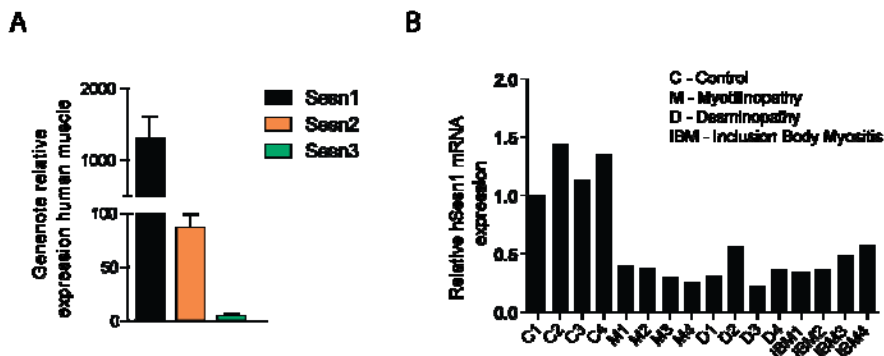 A
Genenote relative
expression human muscle
2000
1000
100
50
0
Sesn1
Sesn2
Sesn3
B
Relative hSesn1 mRNA
expression
2.0
1.5
1.0
0.5
0.0
C - Control
M - Myotilinopathy
D - Desminopathy
IBM - Inclusion Body Myositis
C1
C2
C3
C4
M1
M2
M3
M4
D1
D2
D3
D4
IBM1
IBM2
IBM3
IBM4